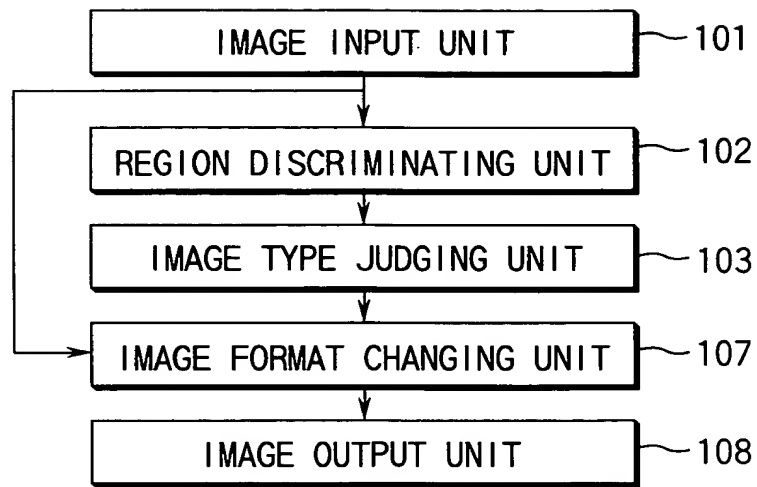 IMAGE INPUT UNIT 101
REGION DISCRIMINATING UNIT 102
IMAGE TYPE JUDGING UNIT 103
IMAGE FORMAT CHANGING UNIT 107
IMAGE OUTPUT UNIT 108